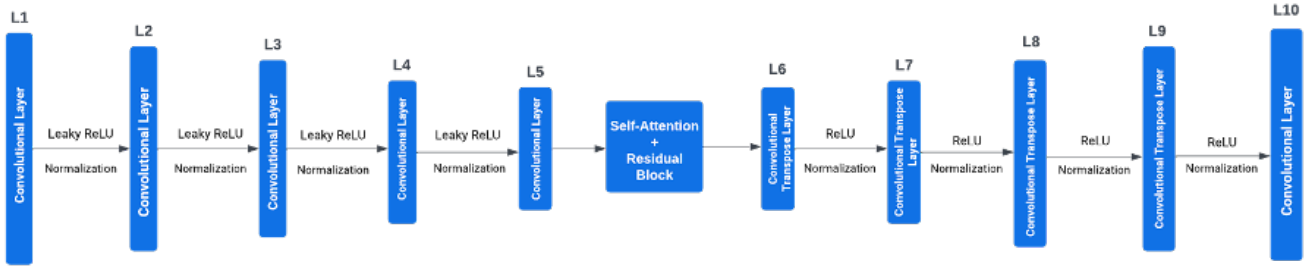 L1
Convolutional Layer
Leaky ReLU
Normalization
L2
Convolutional Layer
Leaky ReLU
Normalization
L3
Convolutional Layer
Leaky ReLU
Normalization
L4
Convolutional Layer
Leaky ReLU
Normalization
L5
Convolutional Layer
Self-Attention
+
Residual
Block
L6
Convolutional
Transpose Layer
ReLU
Normalization
L7
Convolutional Transpose
Layer
ReLU
Normalization
L8
Convolutional Transpose Layer
ReLU
Normalization
L9
Convolutional Transpose Layer
ReLU
Normalization
L10
Convolutional Layer